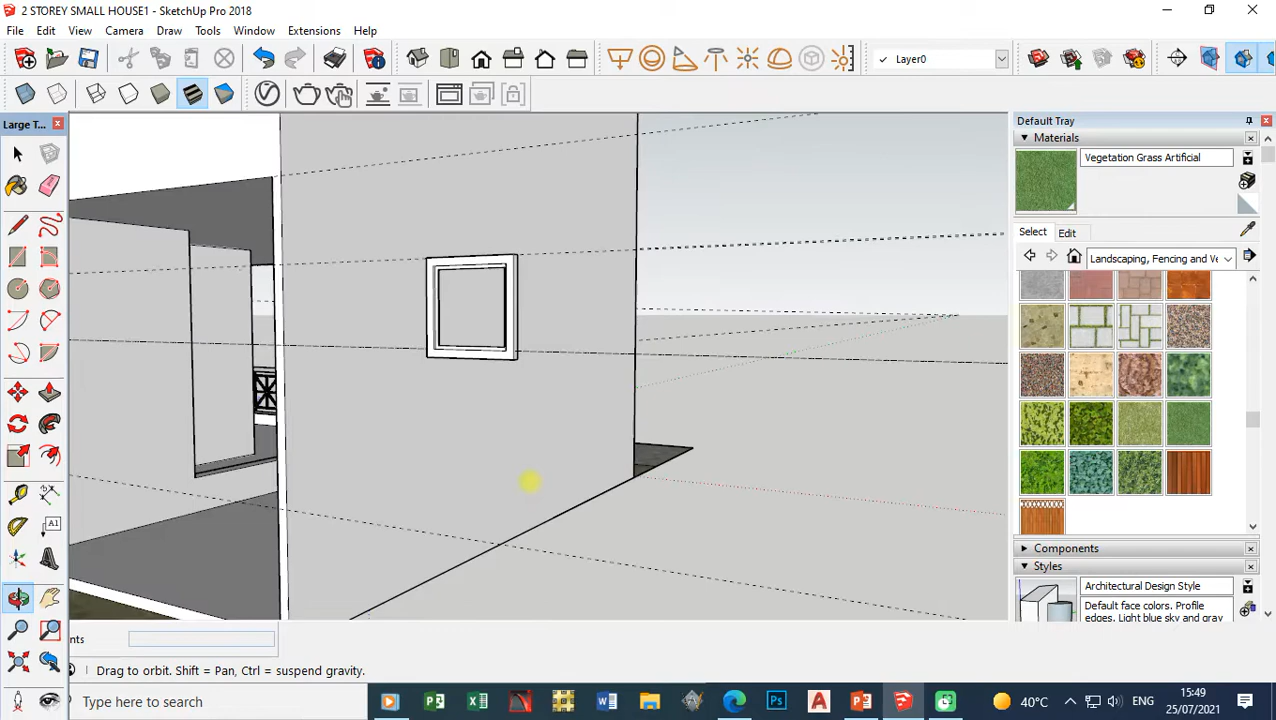 2 STOREY SMALL HOUSE1 - SketchUp Pro 2018
File Edit View Camera Draw Tools Window Extensions Help
Layer0
Large T...
Default Tray
Materials
Vegetation Grass Artificial
Select Edit
Landscaping, Fencing and Ve
A1
Components
Styles
Architectural Design Style
Default face colors. Profile
edges. Light blue sky and gray
nts
Drag to orbit. Shift = Pan, Ctrl = suspend gravity.
Type here to search
40°C
ENG
15:49
25/07/2021